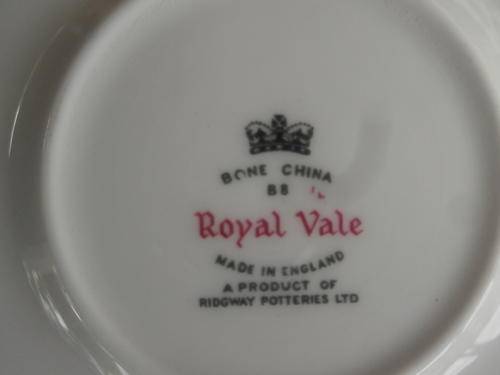 BONE CHINA
B8
Royal Vale
MADE IN ENGLAND
A PRODUCT OF
RIDGWAY POTTERIES LTD